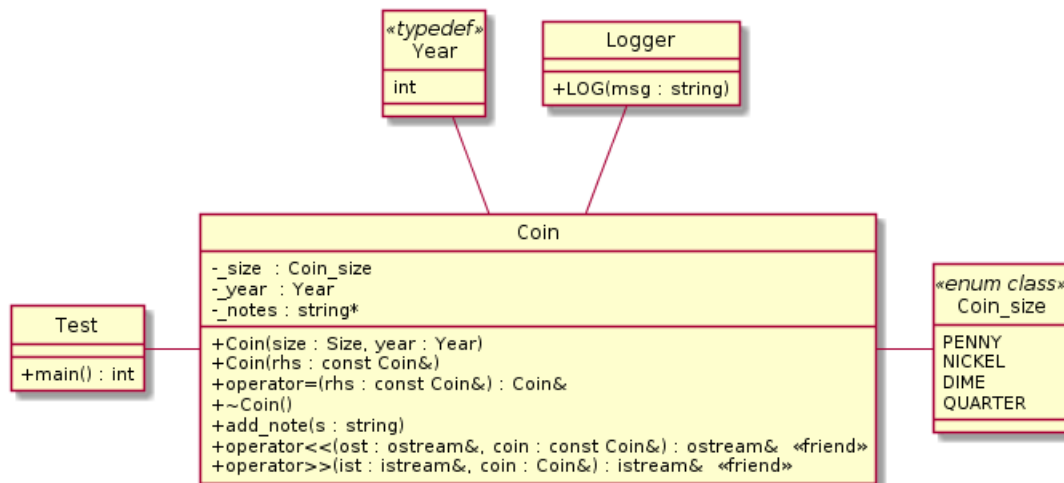 «typedef»
Year
int
Logger
+LOG(msg : string)
Coin
-_size : Coin_size
-_year : Year
-_notes : string*
+Coin(size : Size, year : Year)
+Coin(rhs : const Coin&)
+operator=(rhs : const Coin&) : Coin&
+~Coin()
+add_note(s : string)
+operator<<(ost : ostream&, coin : const Coin&) : ostream& «friend»
+operator>>(ist : istream&, coin : Coin&) : istream& «friend»
Test
+main() : int
«enum class»
Coin_size
PENNY
NICKEL
DIME
QUARTER